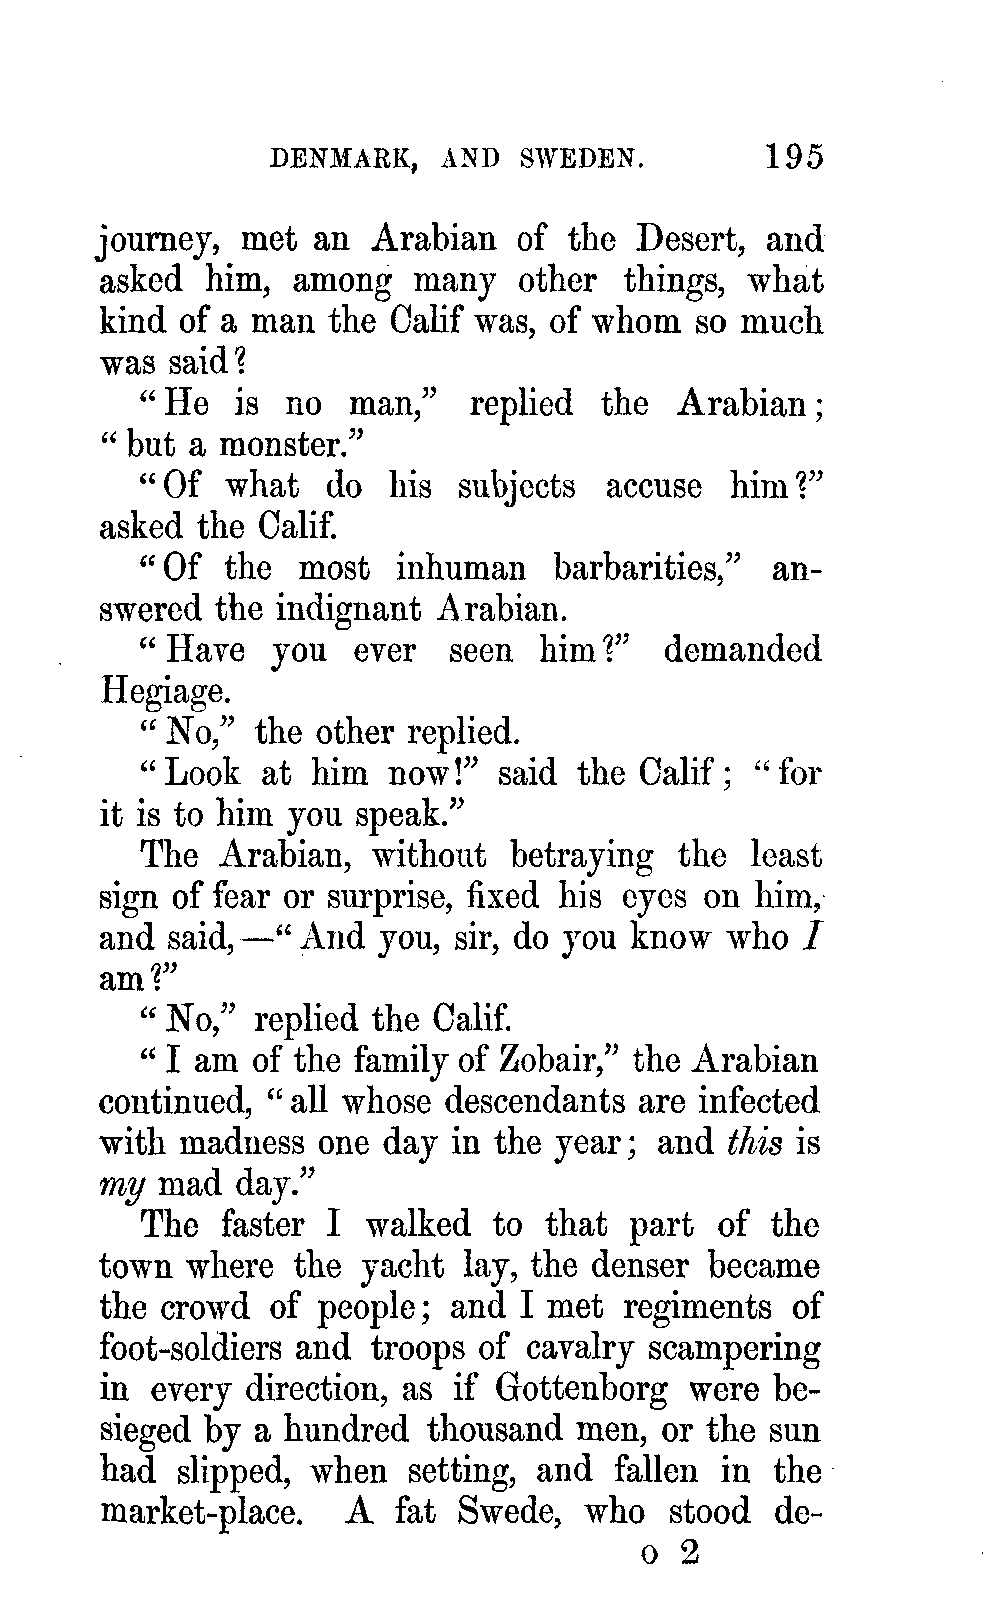 DENMARK, AND SWEDEN. 195
journey, met an Arabian of the Desert, and
asked him, among many other things, what
kind of a man the Calif was, of whom so much
was said?
“He is no man,” replied the Arabian;
“but a monster.”
“Of what do his subjects accuse him?”
asked the Calif.
“Of the most inhuman barbarities,” an-
swered the indignant Arabian.
“Have you ever seen him?” demanded
Hegiage.
“No,” the other replied.
“Look at him now!” said the Calif; “for
it is to him you speak.”
The Arabian, without betraying the least
sign of fear or surprise, fixed his eyes on him,
and said,—“And you, sir, do you know who I
am?”
“No,” replied the Calif.
“I am of the family of Zobair,” the Arabian
continued, “all whose descendants are infected
with madness one day in the year; and this is
my mad day.”
The faster I walked to that part of the
town where the yacht lay, the denser became
the crowd of people; and I met regiments of
foot-soldiers and troops of cavalry scampering
in every direction, as if Gottenborg were be-
sieged by a hundred thousand men, or the sun
had slipped, when setting, and fallen in the
market-place. A fat Swede, who stood de-
O 2